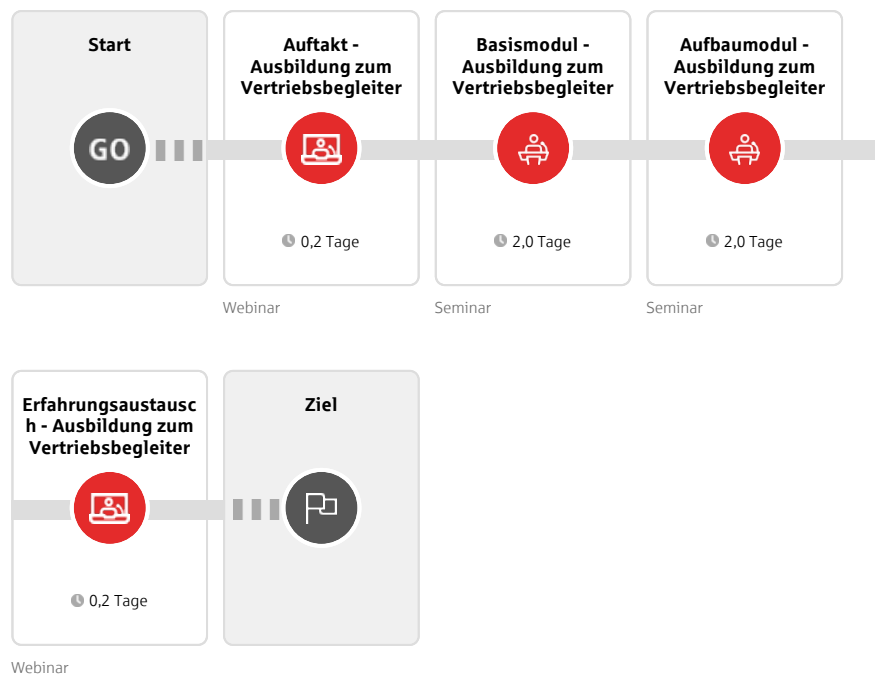 Start
Auftakt -
Ausbildung zum
Vertriebsbegleiter
Basismodul -
Ausbildung zum
Vertriebsbegleiter
Aufbaumodul -
Ausbildung zum
Vertriebsbegleiter
GO
0,2 Tage
2,0 Tage
2,0 Tage
Webinar
Seminar
Seminar
Erfahrungsaustausc
h - Ausbildung zum
Vertriebsbegleiter
Ziel
0,2 Tage
Webinar